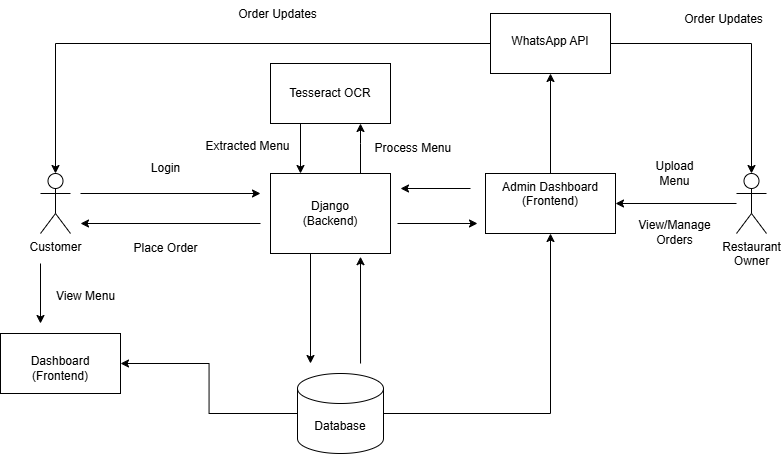 Order Updates
Order Updates
WhatsApp API
Tesseract OCR
Extracted Menu
Process Menu
Login
Upload
Menu
Admin Dashboard
(Frontend)
Django
(Backend)
View/Manage
Orders
Customer
Place Order
Restaurant
Owner
View Menu
Dashboard
(Frontend)
Database